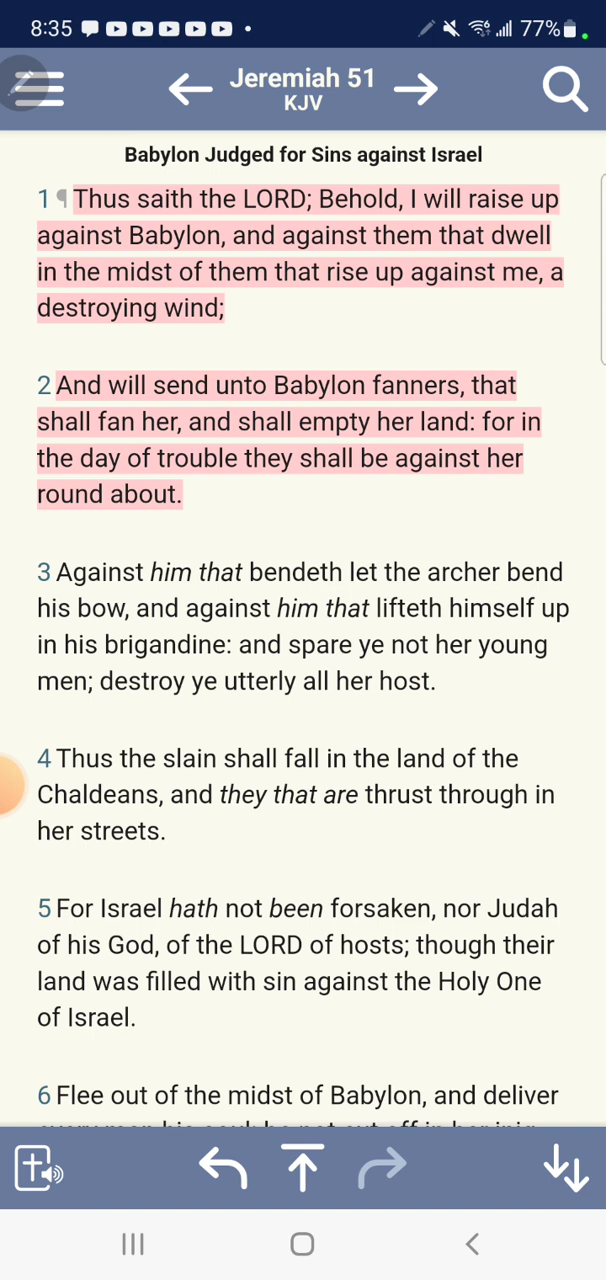 8:35
77%
Jeremiah 51
KJV
Babylon Judged for Sins against Israel
1 ¶ Thus saith the LORD; Behold, I will raise up
against Babylon, and against them that dwell
in the midst of them that rise up against me, a
destroying wind;
2 And will send unto Babylon fanners, that
shall fan her, and shall empty her land: for in
the day of trouble they shall be against her
round about.
3 Against him that bendeth let the archer bend
his bow, and against him that lifteth himself up
in his brigandine: and spare ye not her young
men; destroy ye utterly all her host.
4 Thus the slain shall fall in the land of the
Chaldeans, and they that are thrust through in
her streets.
5 For Israel hath not been forsaken, nor Judah
of his God, of the LORD of hosts; though their
land was filled with sin against the Holy One
of Israel.
6 Flee out of the midst of Babylon, and deliver